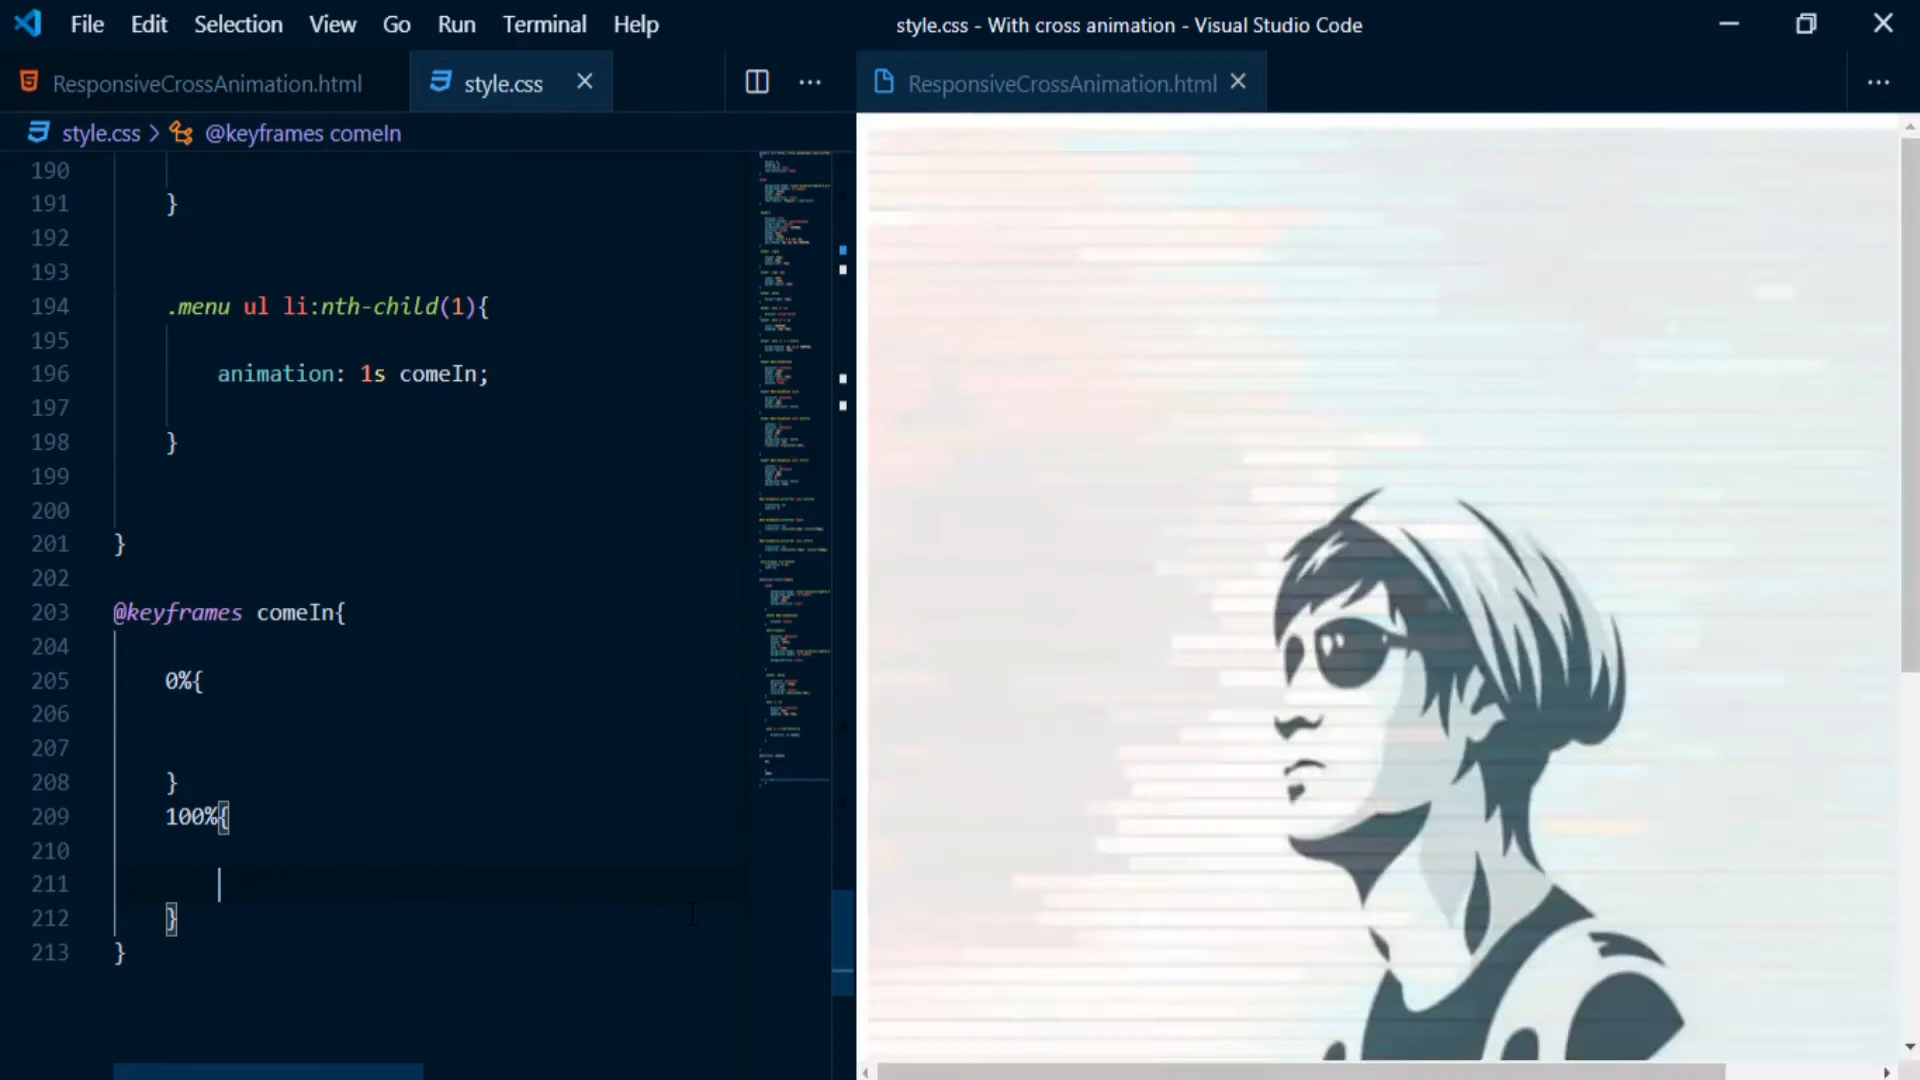 File Edit Selection View Go Run Terminal Help
style.css - With cross animation - Visual Studio Code
ResponsiveCrossAnimation.html
style.css
ResponsiveCrossAnimation.html
style.css > @keyframes comeIn
190
191 }
192
193
194 .menu ul li:nth-child(1){
195
196 animation: 1s comeIn;
197
198 }
199
200
201 }
202
203 @keyframes comeIn{
204
205 0%{
206
207
208 }
209 100%{
210
211
212 }
213 }